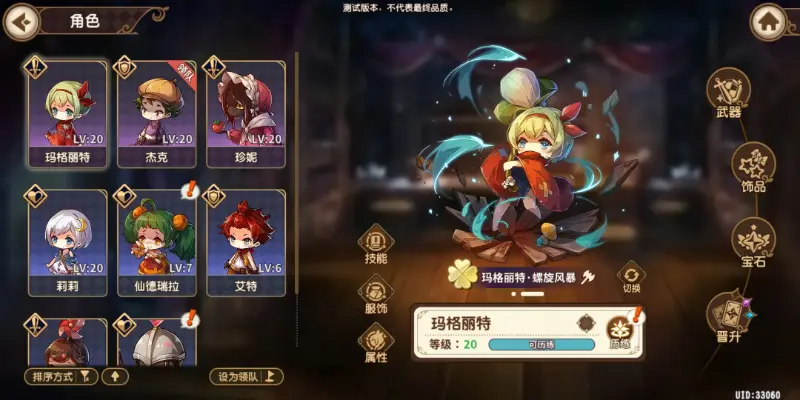 角色
测试版本，不代表最终品质。
领队
LV:20
LV:20
LV:20
玛格丽特
杰克
珍妮
LV:20
LV:7
LV:6
莉莉
仙德瑞拉
艾特
排序方式
设为领队
技能
服饰
属性
玛格丽特·螺旋风暴
切换
玛格丽特
等级：20
可历练
历练
武器
饰品
宝石
晋升
UID:33060